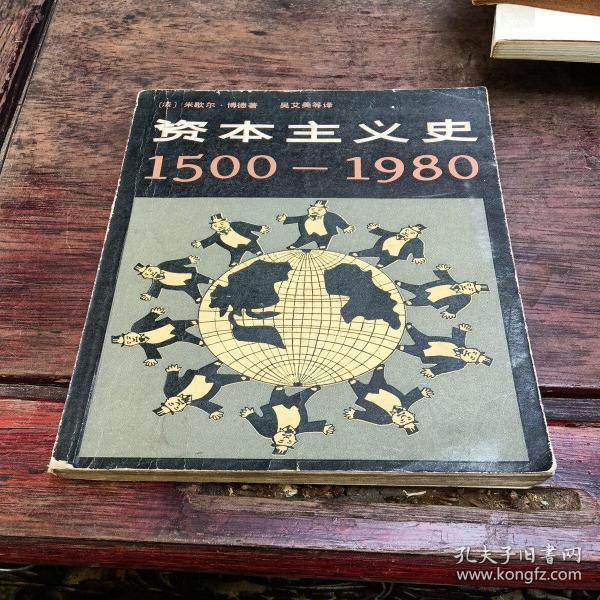 〔法〕米歇尔·博德著 吴艾美等译
资本主义史
1500—1980
孔夫子旧書网
www.kongfz.com